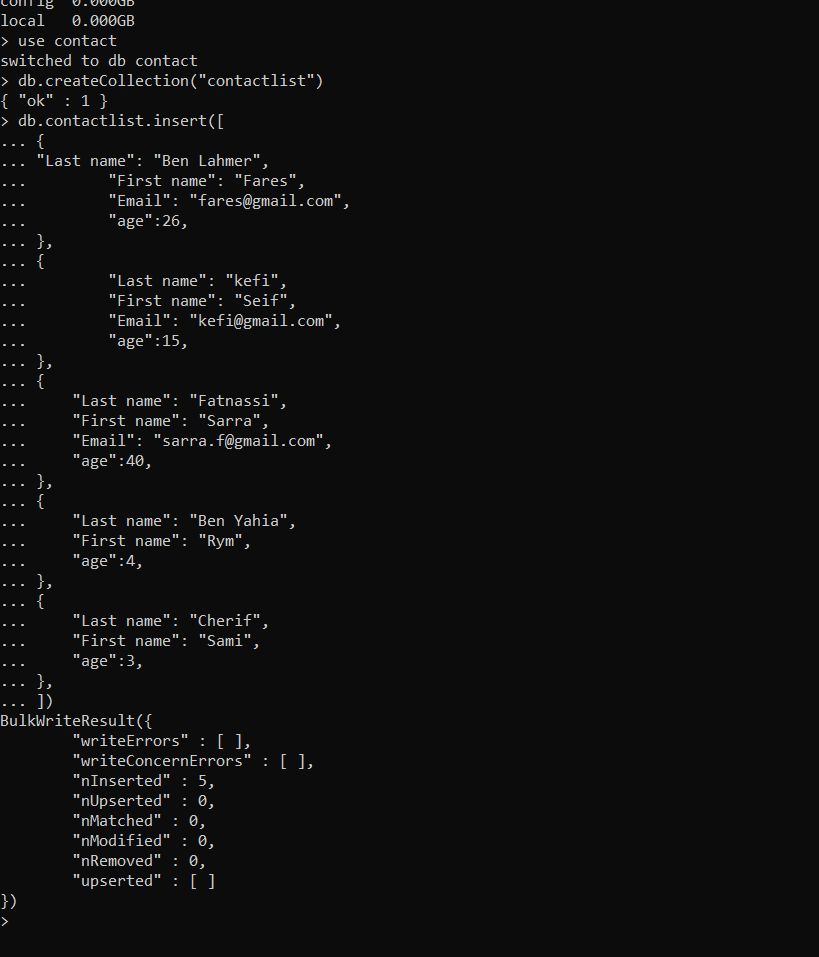 config  0.000GB
local   0.000GB
> use contact
switched to db contact
> db.createCollection("contactlist")
{ "ok" : 1 }
> db.contactlist.insert([
... {
... "Last name": "Ben Lahmer",
...         "First name": "Fares",
...         "Email": "fares@gmail.com",
...         "age":26,
... },
... {
...         "Last name": "kefi",
...         "First name": "Seif",
...         "Email": "kefi@gmail.com",
...         "age":15,
... },
... {
...     "Last name": "Fatnassi",
...     "First name": "Sarra",
...     "Email": "sarra.f@gmail.com",
...     "age":40,
... },
... {
...     "Last name": "Ben Yahia",
...     "First name": "Rym",
...     "age":4,
... },
... {
...     "Last name": "Cherif",
...     "First name": "Sami",
...     "age":3,
... },
... ])
BulkWriteResult({
        "writeErrors" : [ ],
        "writeConcernErrors" : [ ],
        "nInserted" : 5,
        "nUpserted" : 0,
        "nMatched" : 0,
        "nModified" : 0,
        "nRemoved" : 0,
        "upserted" : [ ]
})
>